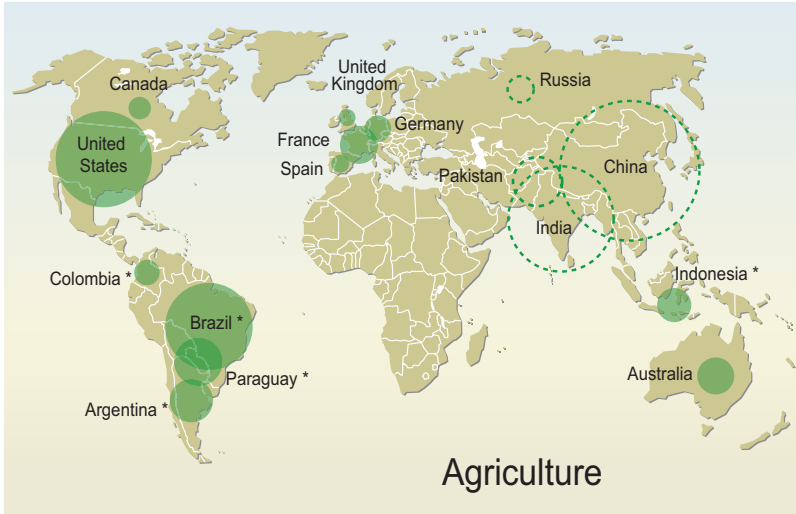 Canada
United
Kingdom
Russia
United
States
France
Germany
Spain
Pakistan
China
India
Colombia *
Indonesia *
Brazil *
Paraguay *
Argentina *
Australia
Agriculture